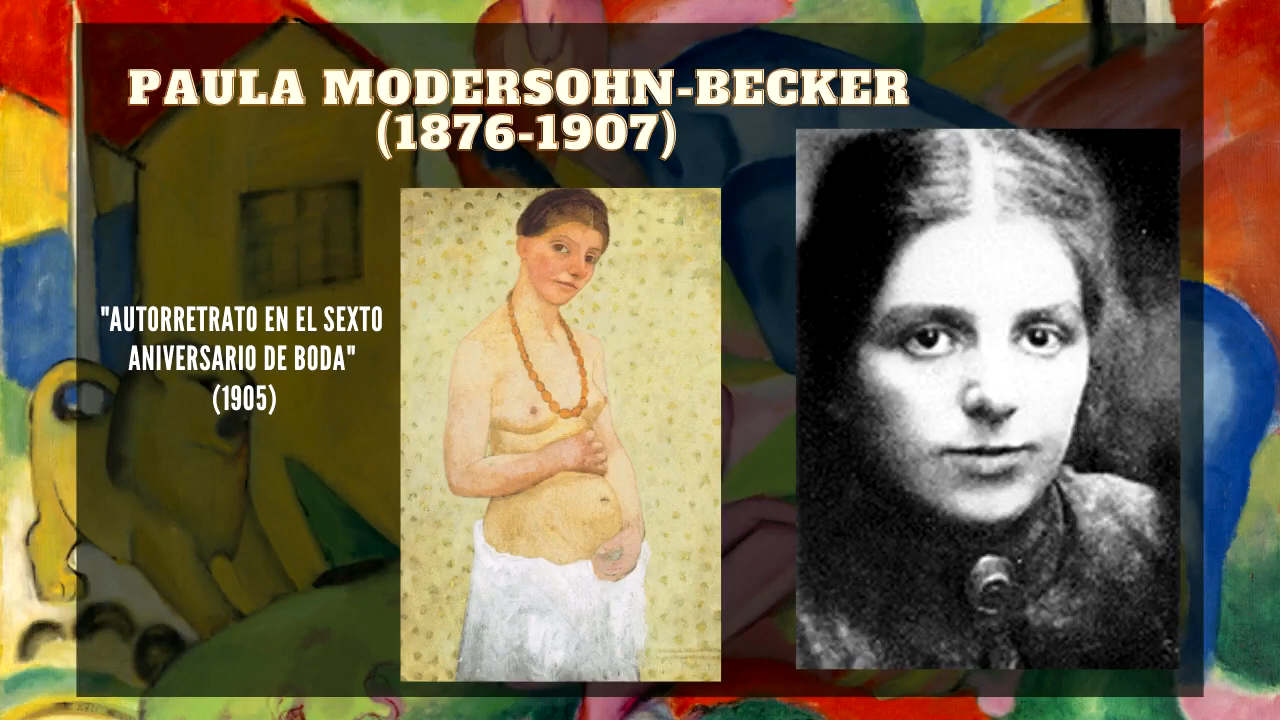 PAULA MODERSOHN-BECKER
(1876-1907)
"AUTORRETRATO EN EL SEXTO
ANIVERSARIO DE BODA"
(1905)